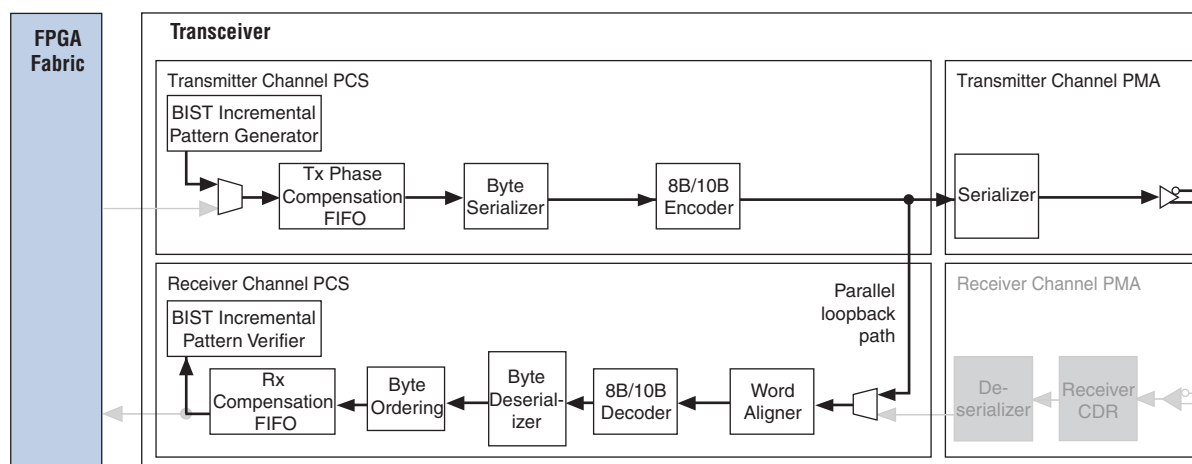 FPGA
Fabric
Transceiver
Transmitter Channel PCS
BIST Incremental
Pattern Generator
Tx Phase
Compensation
FIFO
Byte
Serializer
8B/10B
Encoder
Transmitter Channel PMA
Serializer
Receiver Channel PCS
BIST Incremental
Pattern Verifier
Rx
Compensation
FIFO
Byte
Ordering
Byte
Deserial-
izer
8B/10B
Decoder
Word
Aligner
Parallel
loopback
path
Receiver Channel PMA
De-
serializer
Receiver
CDR